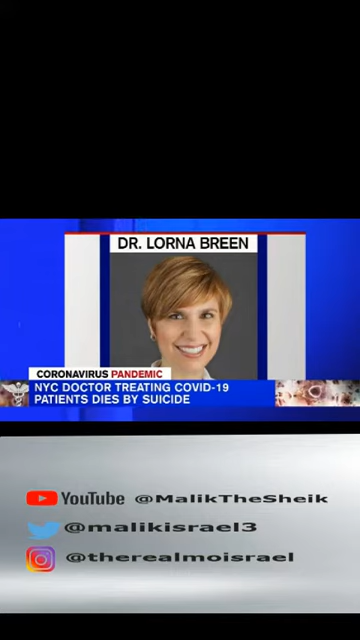 DR. LORNA BREEN
CORONAVIRUS PANDEMIC
NYC DOCTOR TREATING COVID-19
PATIENTS DIES BY SUICIDE
YouTube @MalikTheSheik
@malikisrael3
@therealmoisrael